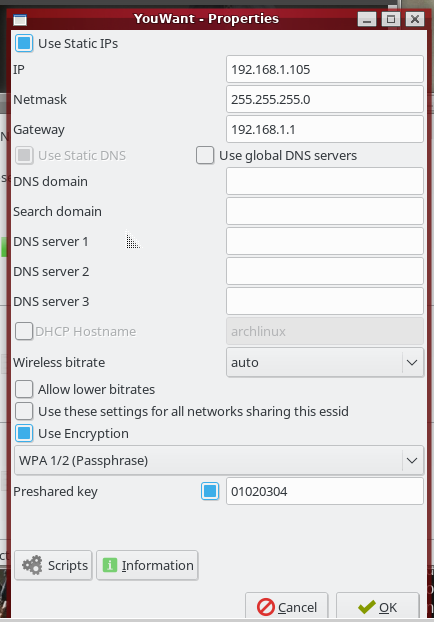 YouWant - Properties
Use Static IPs
IP 192.168.1.105
Netmask 255.255.255.0
Gateway 192.168.1.1
Use Static DNS Use global DNS servers
DNS domain
Search domain
DNS server 1
DNS server 2
DNS server 3
DHCP Hostname archlinux
Wireless bitrate auto
Allow lower bitrates
Use these settings for all networks sharing this essid
Use Encryption
WPA 1/2 (Passphrase)
Preshared key 01020304
Scripts Information
Cancel OK